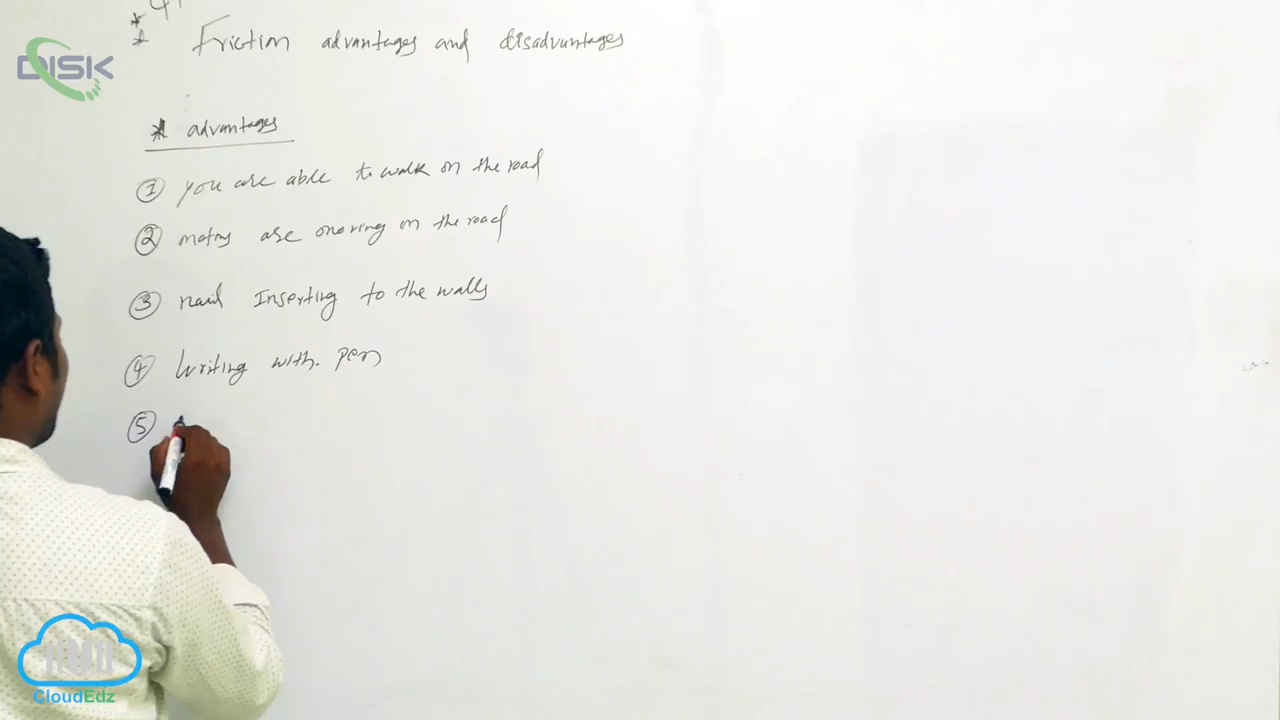 DISK
* Friction advantages and disadvantages
* advantages
① you are able to walk on the road
② are moving on the road
③ nail Inserting to the walls
④ Writing with pen
⑤
CloudEdz